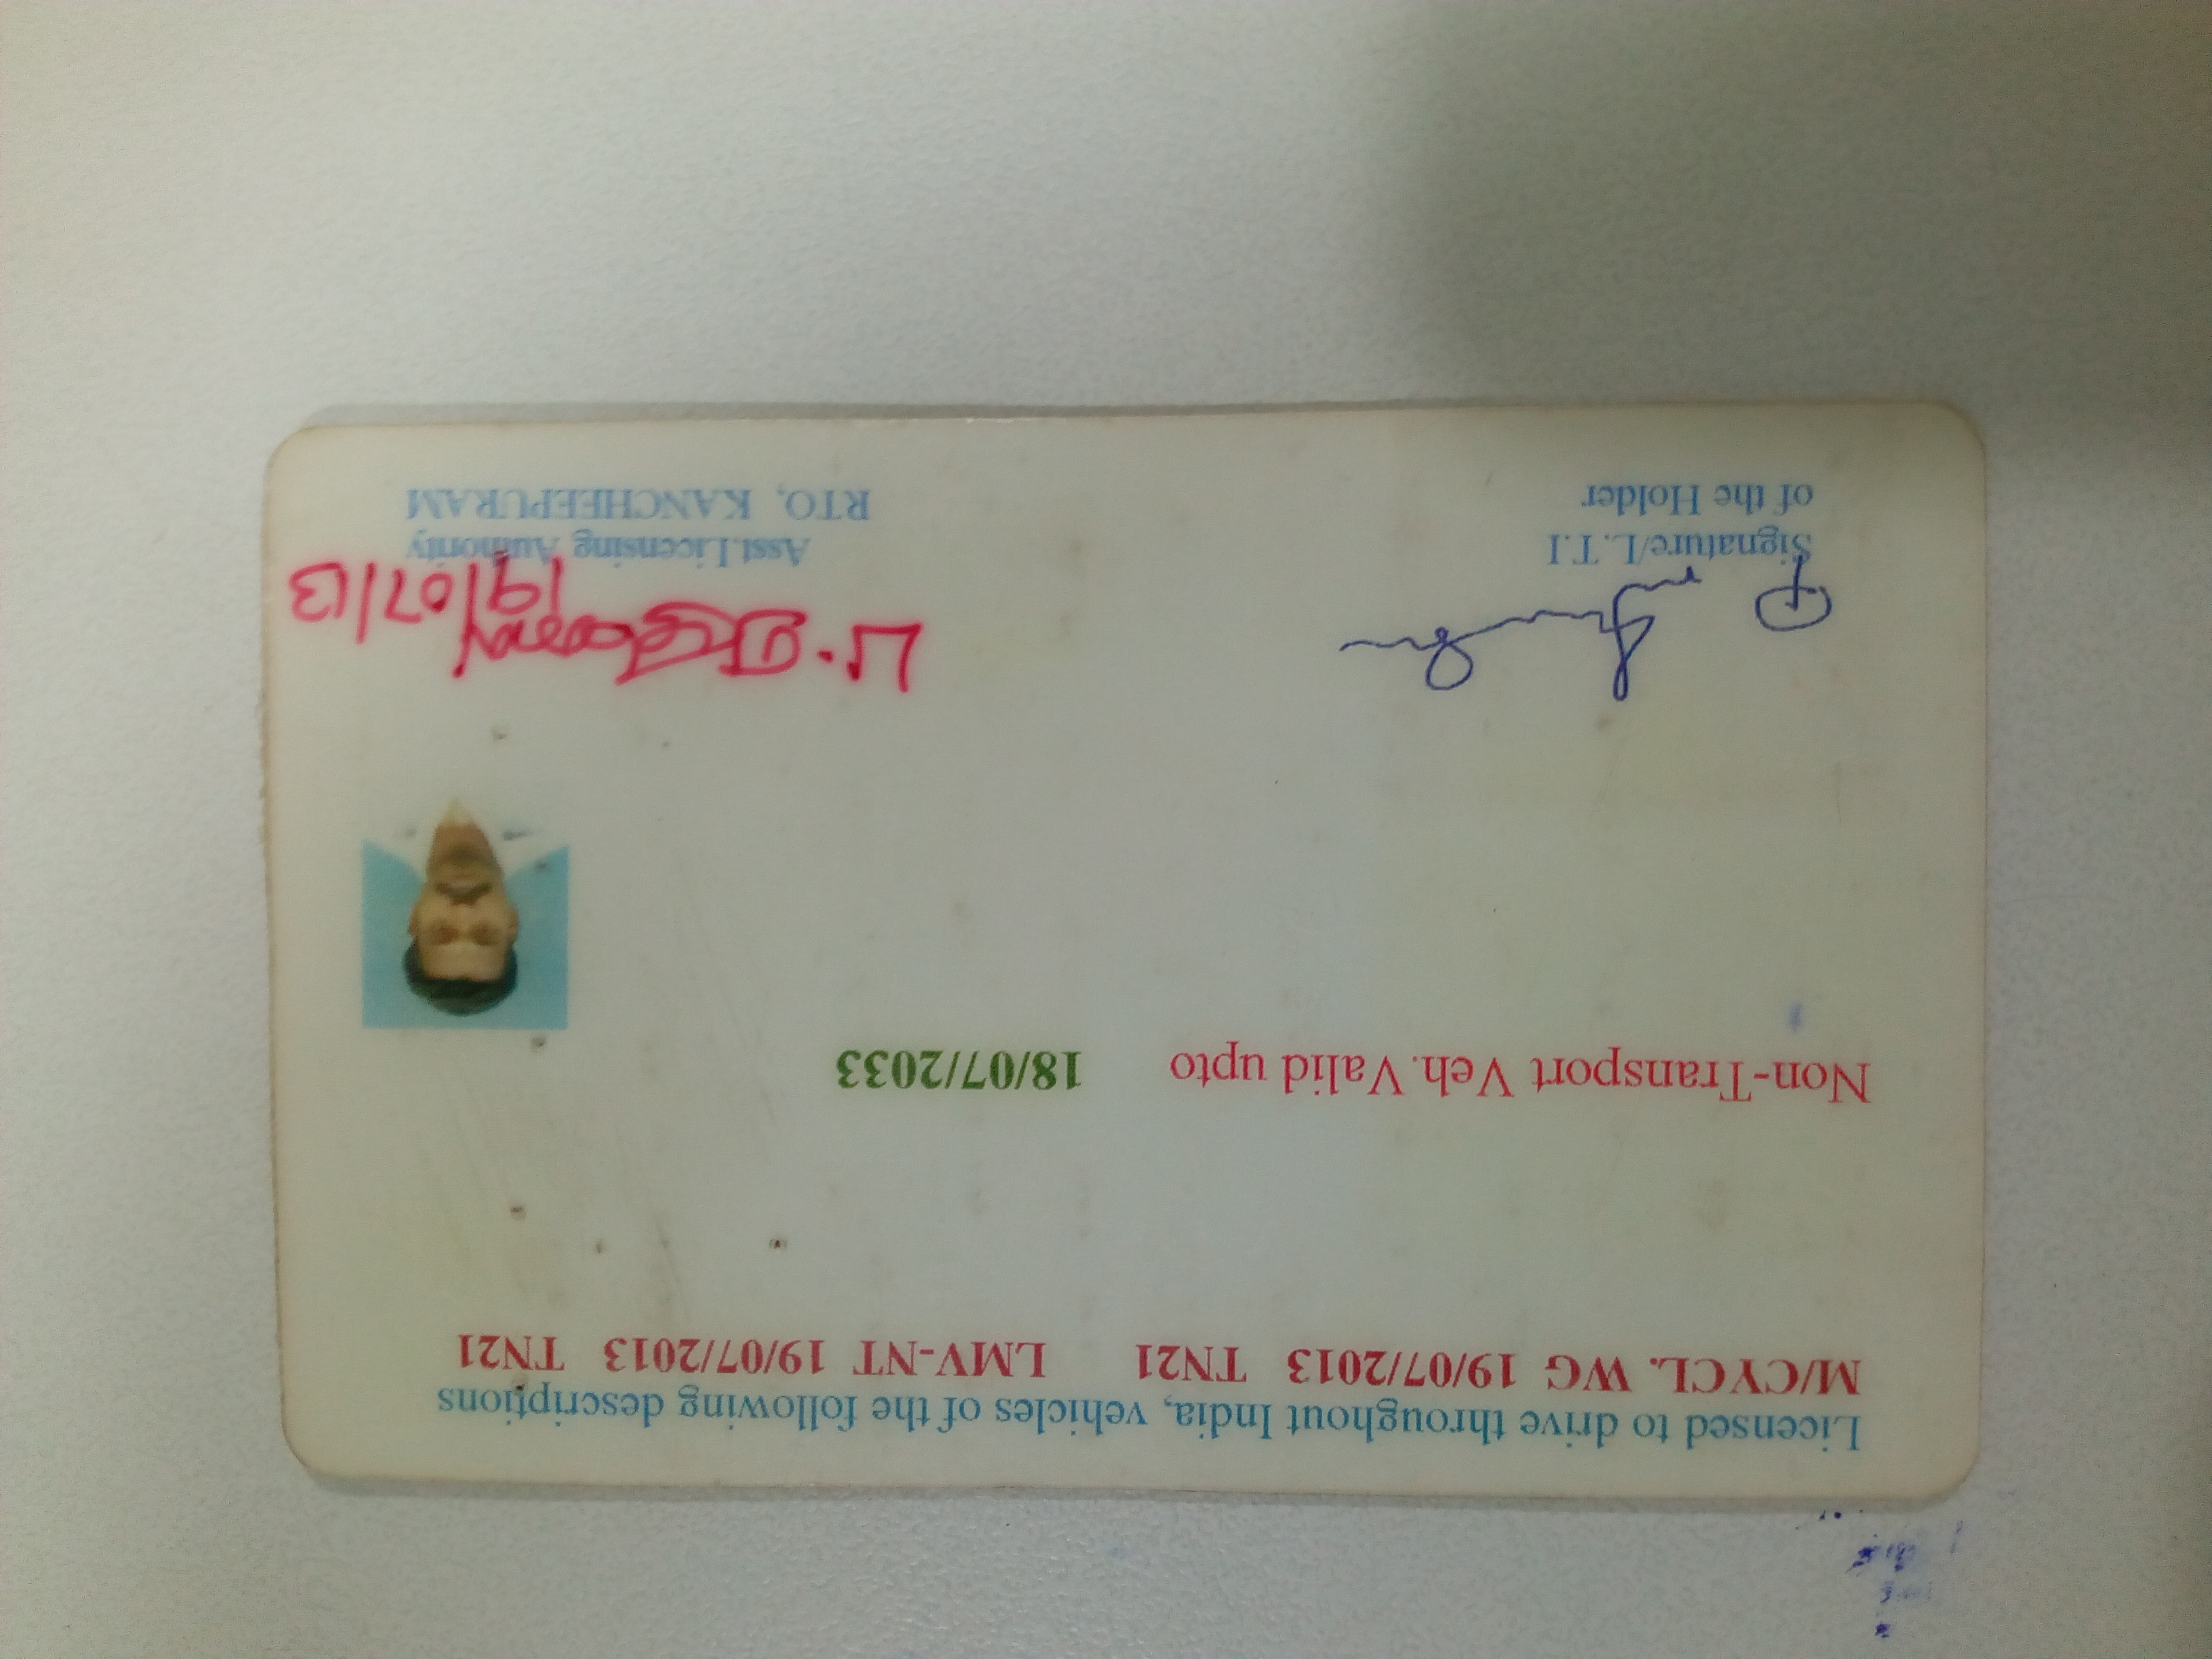 Licensed to drive throughout India, vehicles of the following descriptions
M/CYCL. WG 19/07/2013 TN21 LMV-NT 19/07/2013 TN21
Non-Transport Veh. Valid upto 18/07/2033
19/07/13
Signature/L.T.I
of the Holder
Asst.Licensing Authority
RTO, KANCHEEPURAM